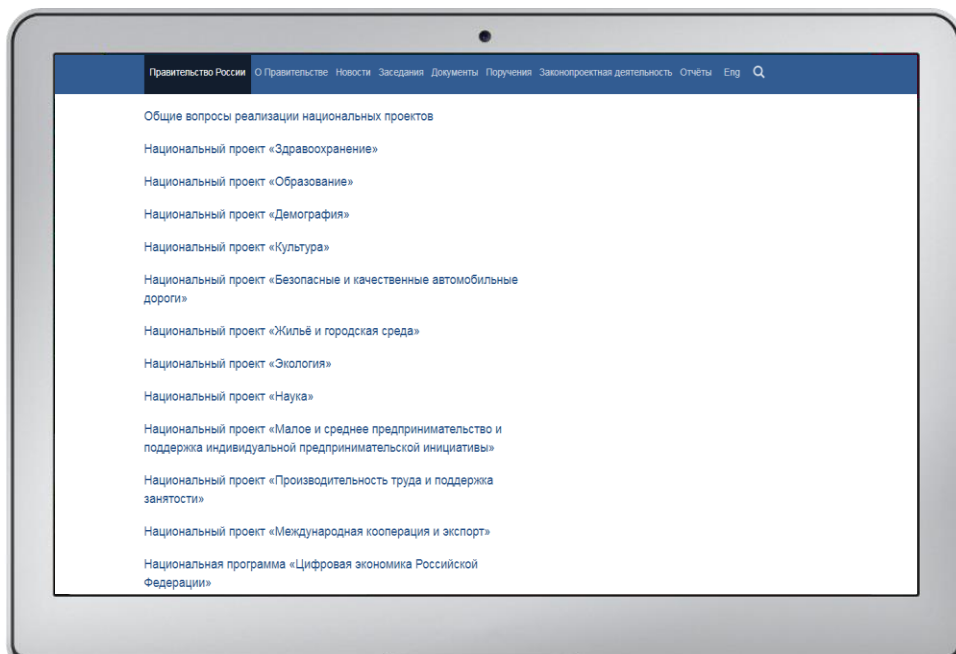 Правительство России О Правительстве Новости Заседания Документы Поручения Законопроектная деятельность Отчёты Eng
Общие вопросы реализации национальных проектов
Национальный проект «Здравоохранение»
Национальный проект «Образование»
Национальный проект «Демография»
Национальный проект «Культура»
Национальный проект «Безопасные и качественные автомобильные
дороги»
Национальный проект «Жильё и городская среда»
Национальный проект «Экология»
Национальный проект «Наука»
Национальный проект «Малое и среднее предпринимательство и
поддержка индивидуальной предпринимательской инициативы»
Национальный проект «Производительность труда и поддержка
занятости»
Национальный проект «Международная кооперация и экспорт»
Национальная программа «Цифровая экономика Российской
Федерации»